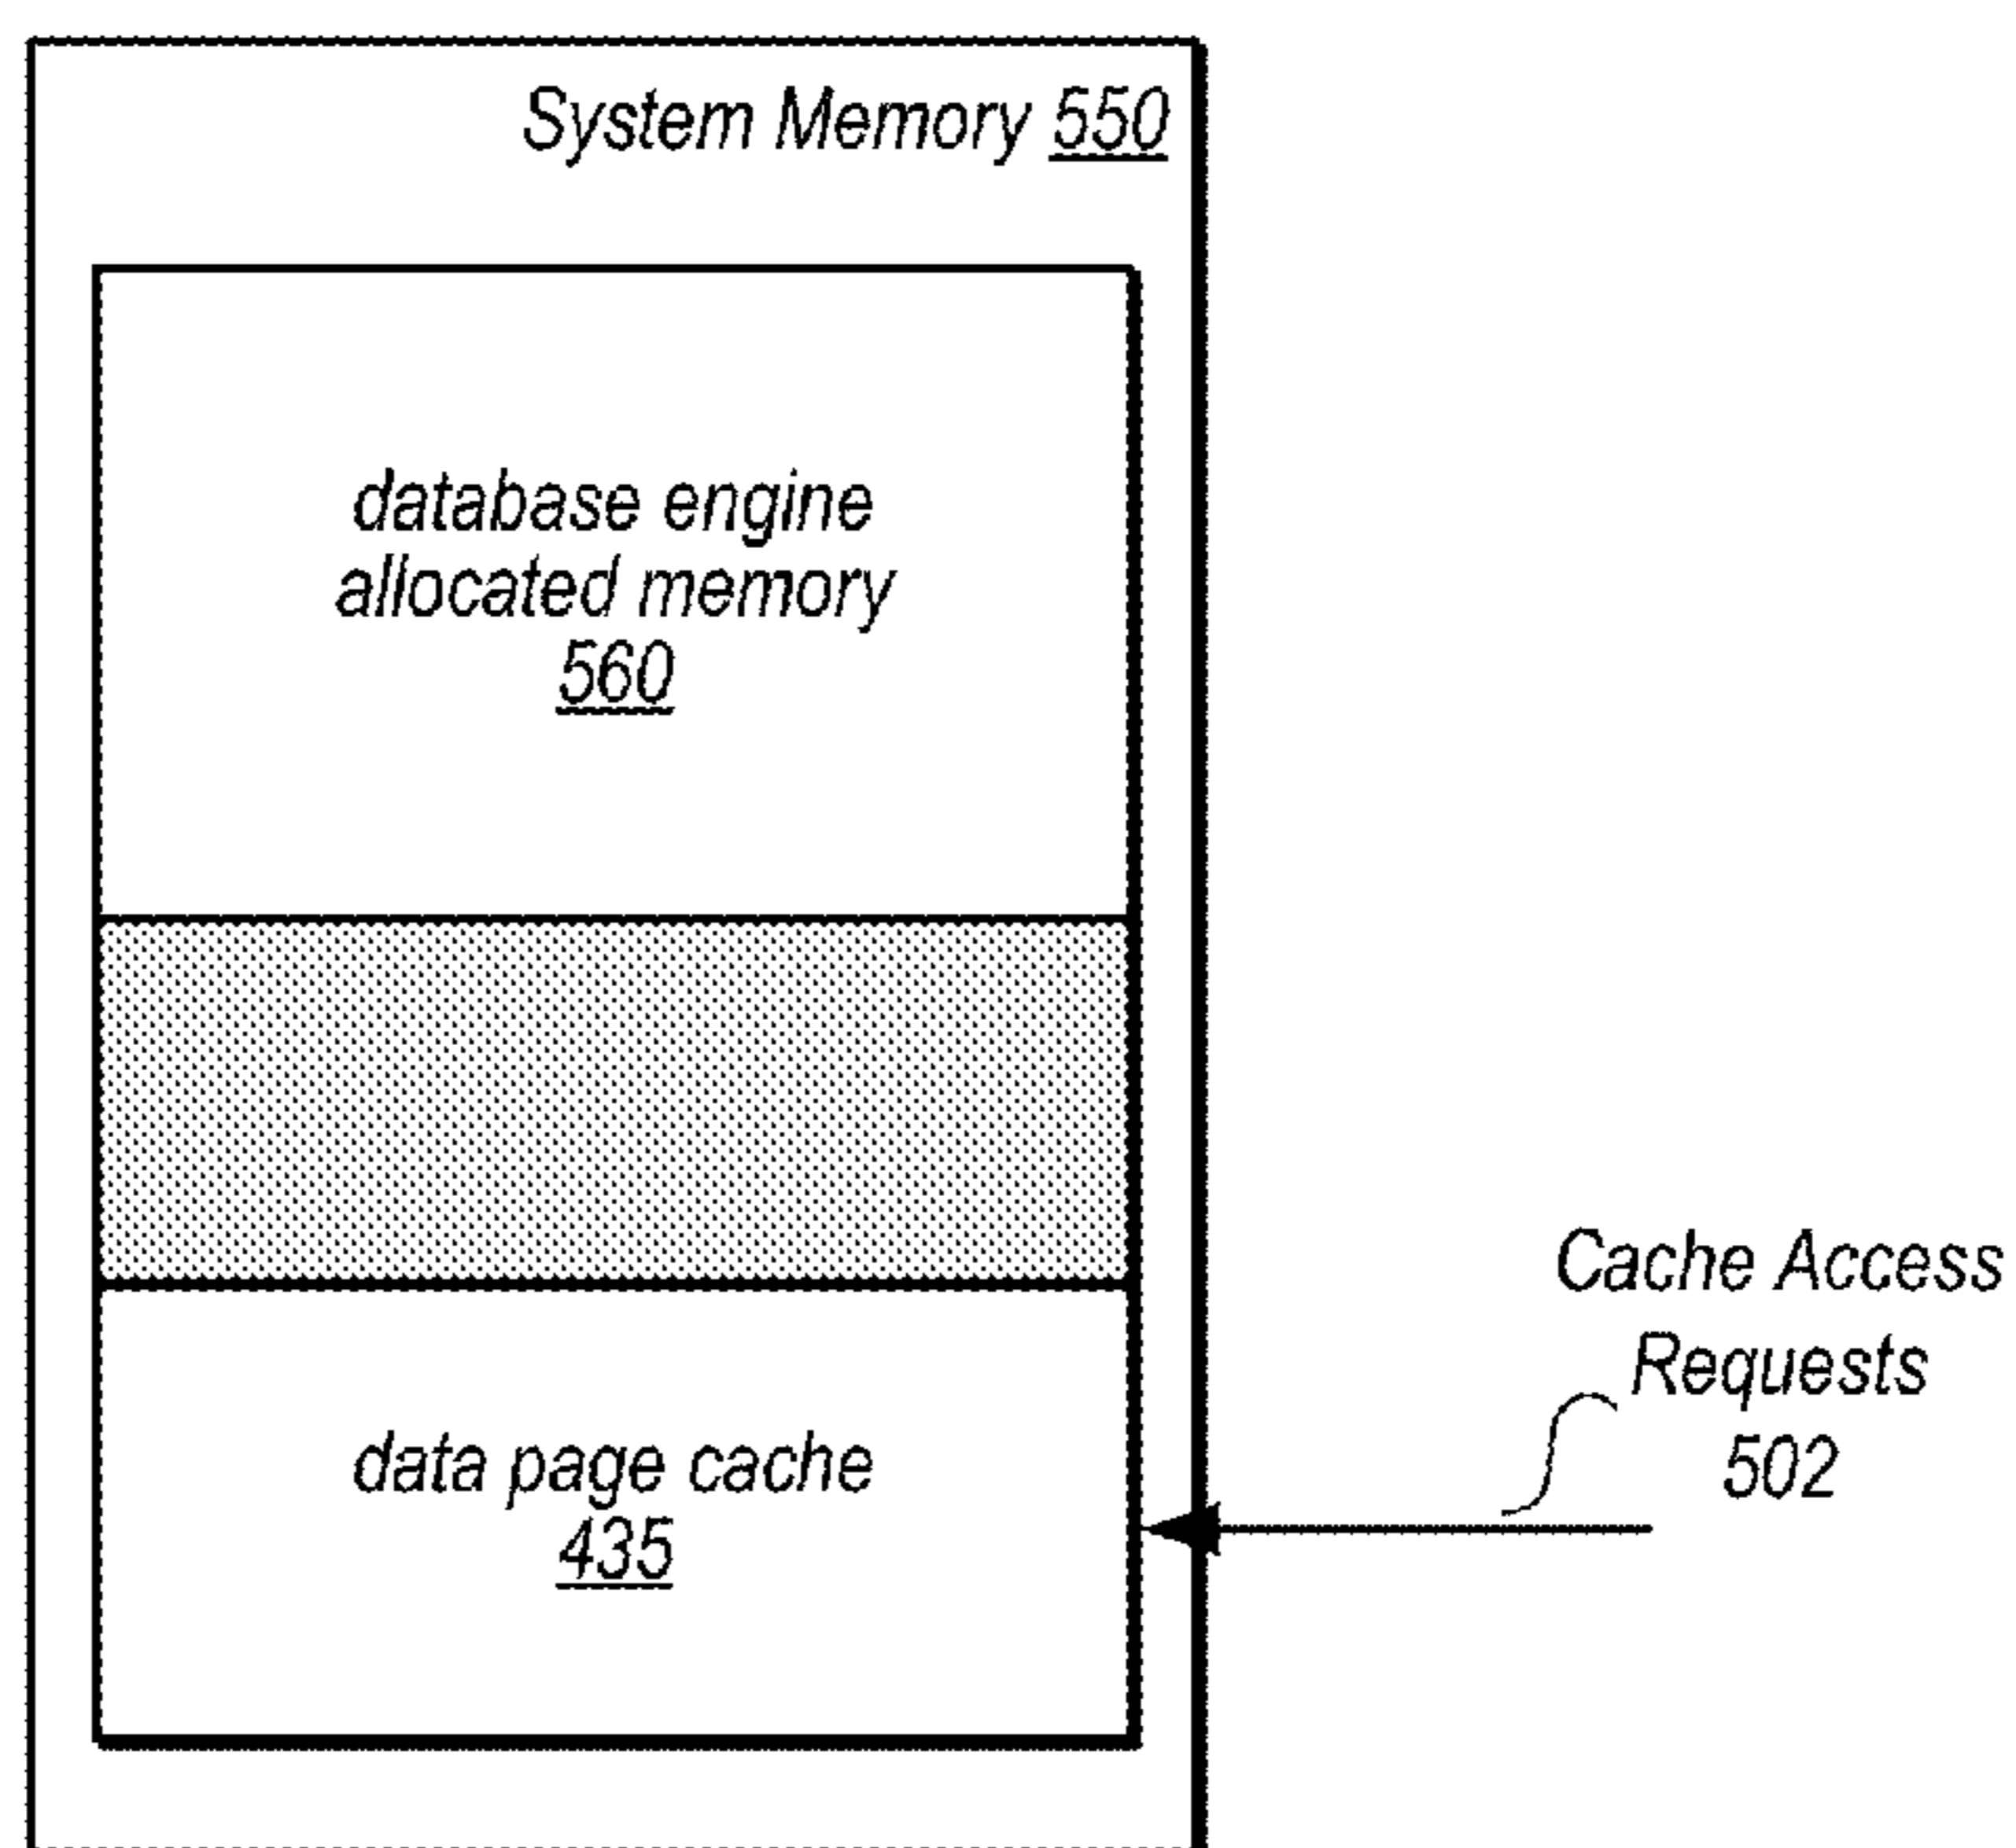 System Memory 550
database engine
allocated memory
560
Cache Access
Requests
502
data page cache
435